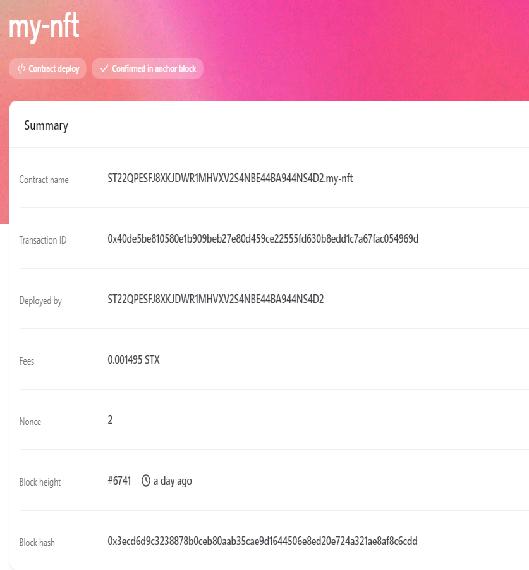 my-nft
Contract deploy
Confirmed in anchor block
Summary
Contract name
ST22QPESFJ8XKJDWR1MHVXV2S4NBE44BA944NS4D2.my-nft
Transaction ID
0x40de5be810580e1b909beb27e80d459ce22555fd630b8edd1c7a67fac054969d
Deployed by
ST22QPESFJ8XKJDWR1MHVXV2S4NBE44BA944NS4D2
Fees
0.001495 STX
Nonce
2
Block height
#6741 a day ago
Block hash
0x3ecd6d9c3238878b0ceb80aab35cae9d1644506e8ed20e724a321ae8af8c6cdd